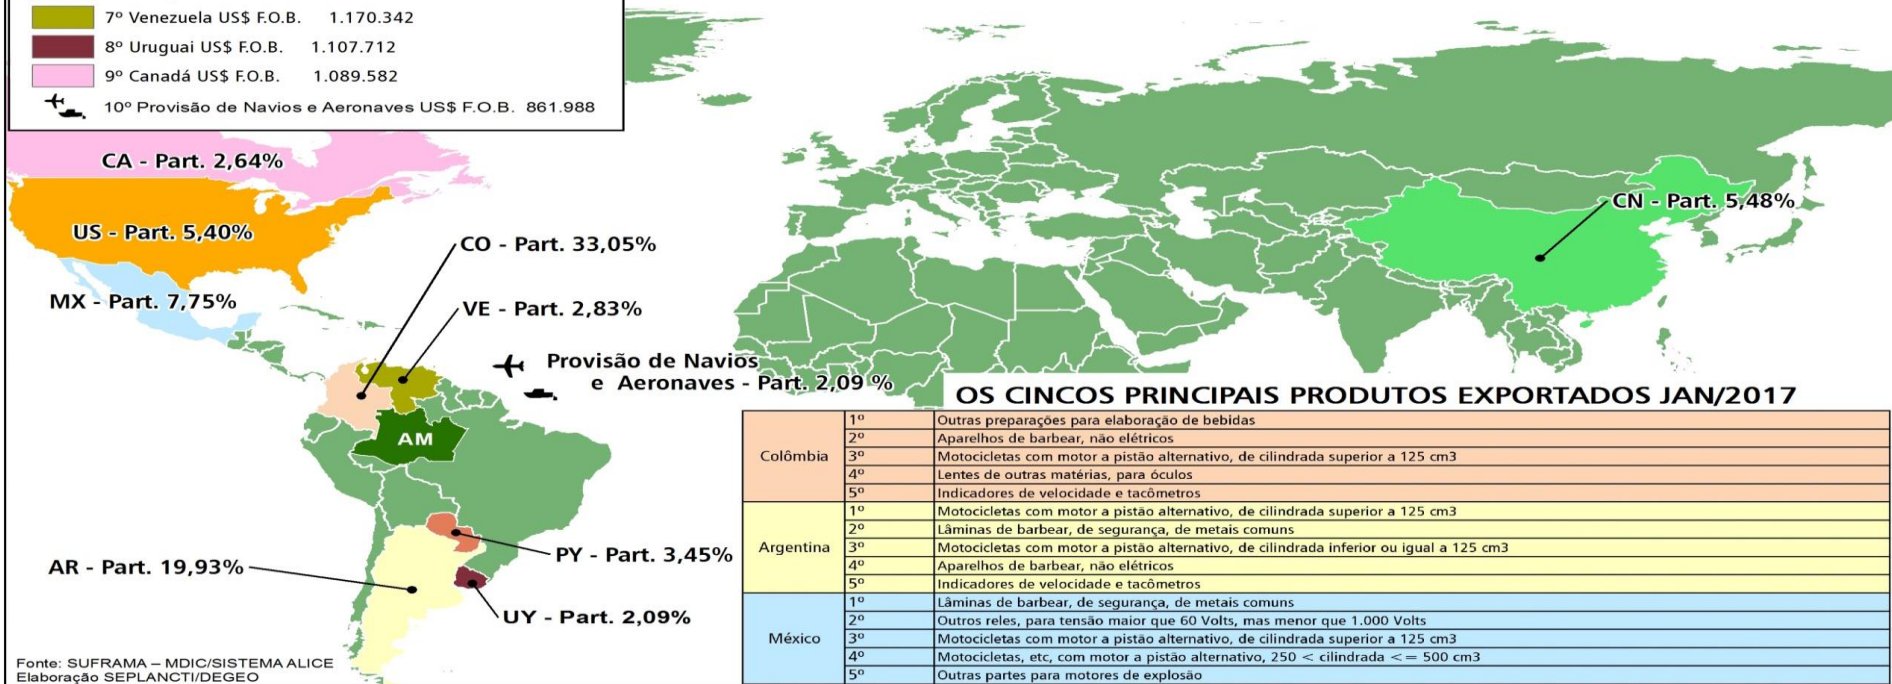 7º Venezuela US$ F.O.B. 1.170.342
8º Uruguai US$ F.O.B. 1.107.712
9º Canadá US$ F.O.B. 1.089.582
10º Provisão de Navios e Aeronaves US$ F.O.B. 861.988
CA - Part. 2,64%
US - Part. 5,40%
MX - Part. 7,75%
CO - Part. 33,05%
VE - Part. 2,83%
CN - Part. 5,48%
Provisão de Navios
e Aeronaves - Part. 2,09 %
AM
AR - Part. 19,93%
PY - Part. 3,45%
UY - Part. 2,09%
Fonte: SUFRAMA – MDIC/SISTEMA ALICE
Elaboração SEPLANCTI/DEGEO
OS CINCOS PRINCIPAIS PRODUTOS EXPORTADOS JAN/2017
Colômbia
1º Outras preparações para elaboração de bebidas
2º Aparelhos de barbear, não elétricos
3º Motocicletas com motor a pistão alternativo, de cilindrada superior a 125 cm3
4º Lentes de outras matérias, para óculos
5º Indicadores de velocidade e tacômetros
Argentina
1º Motocicletas com motor a pistão alternativo, de cilindrada superior a 125 cm3
2º Lâminas de barbear, de segurança, de metais comuns
3º Motocicletas com motor a pistão alternativo, de cilindrada inferior ou igual a 125 cm3
4º Aparelhos de barbear, não elétricos
5º Indicadores de velocidade e tacômetros
México
1º Lâminas de barbear, de segurança, de metais comuns
2º Outros reles, para tensão maior que 60 Volts, mas menor que 1.000 Volts
3º Motocicletas com motor a pistão alternativo, de cilindrada superior a 125 cm3
4º Motocicletas, etc, com motor a pistão alternativo, 250 < cilindrada <= 500 cm3
5º Outras partes para motores de explosão